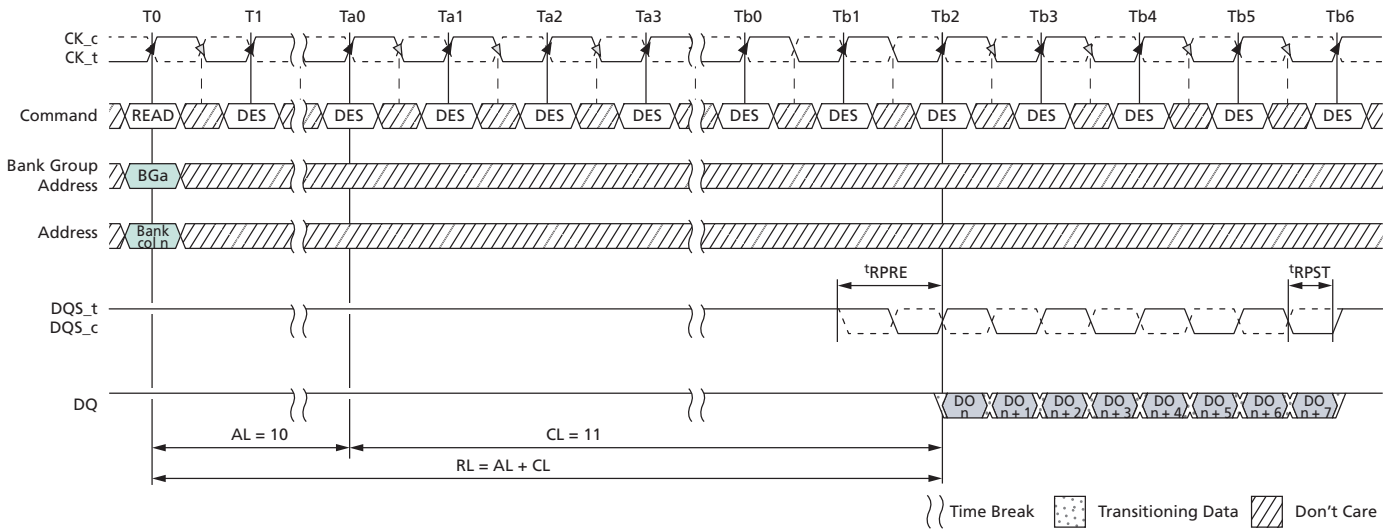 T0 T1 Ta0 Ta1 Ta2 Ta3 Tb0 Tb1 Tb2 Tb3 Tb4 Tb5 Tb6
CK_c
CK_t
Command READ DES DES DES DES DES DES DES DES DES DES DES DES
Bank Group
Address
BGa
Address
Bank
col n
tRPRE
tRPST
DQS_t
DQS_c
DQ
DO DO DO DO DO DO DO DO
n n + 1 n + 2 n + 3 n + 4 n + 5 n + 6 n + 7
AL = 10 CL = 11
RL = AL + CL
Time Break Transitioning Data Don't Care